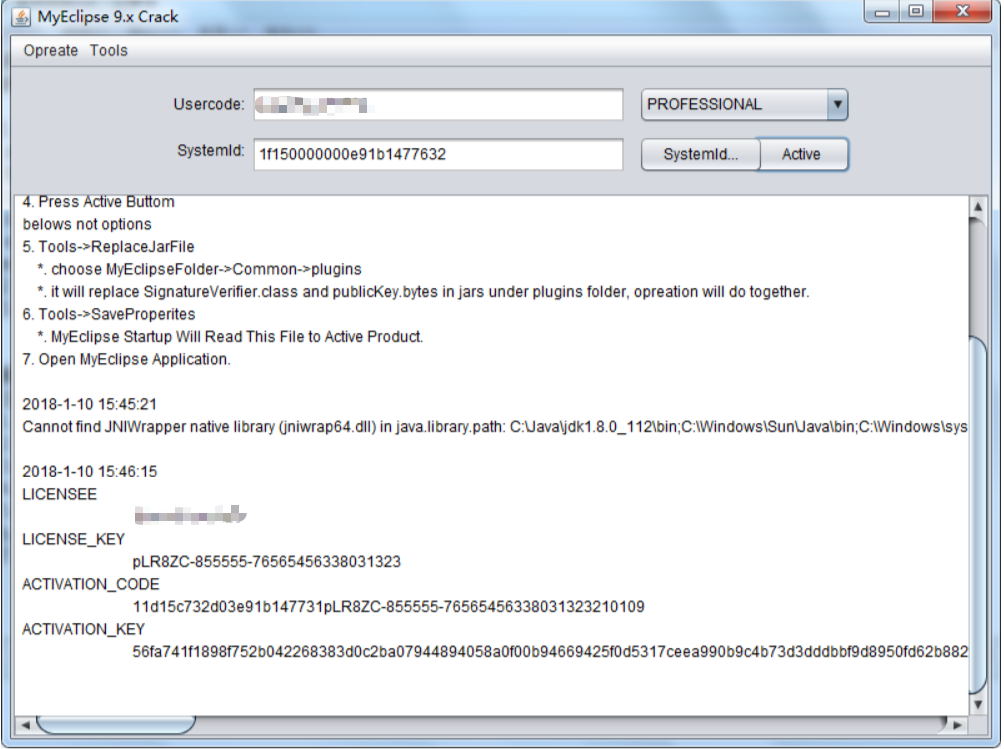 MyEclipse 9.x Crack
Opreate Tools
Usercode:
PROFESSIONAL
SystemId:
1f150000000e91b1477632
SystemId...
Active
4. Press Active Buttom
belows not options
5. Tools->ReplaceJarFile
*. choose MyEclipseFolder->Common->plugins
*. it will replace SignatureVerifier.class and publicKey.bytes in jars under plugins folder, opreation will do together.
6. Tools->SaveProperites
*. MyEclipse Startup Will Read This File to Active Product.
7. Open MyEclipse Application.
2018-1-10 15:45:21
Cannot find JNIWrapper native library (jniwrap64.dll) in java.library.path: C:\Java\jdk1.8.0_112\bin;C:\Windows\Sun\Java\bin;C:\Windows\sys
2018-1-10 15:46:15
LICENSEE
LICENSE_KEY
pLR8ZC-855555-76565456338031323
ACTIVATION_CODE
11d15c732d03e91b147731pLR8ZC-855555-76565456338031323210109
ACTIVATION_KEY
56fa741f1898f752b042268383d0c2ba07944894058a0f00b94669425f0d5317ceea990b9c4b73d3dddbbf9d8950fd62b882